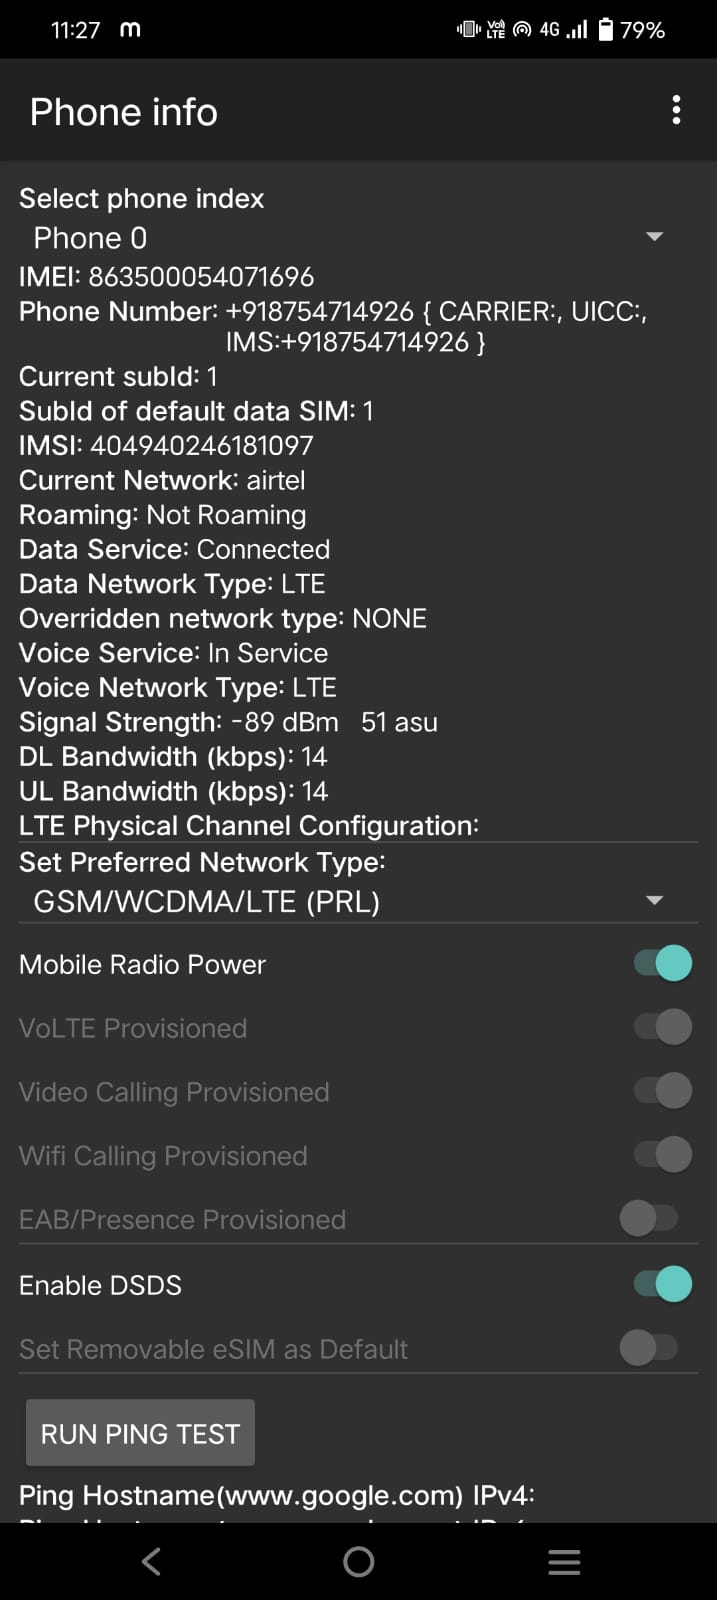 11:27 m VoLTE 4G 79%
Phone info
Select phone index
Phone 0
IMEI: 863500054071696
Phone Number: +918754714926 { CARRIER:, UICC:,
IMS:+918754714926 }
Current subId: 1
SubId of default data SIM: 1
IMSI: 404940246181097
Current Network: airtel
Roaming: Not Roaming
Data Service: Connected
Data Network Type: LTE
Overridden network type: NONE
Voice Service: In Service
Voice Network Type: LTE
Signal Strength: -89 dBm 51 asu
DL Bandwidth (kbps): 14
UL Bandwidth (kbps): 14
LTE Physical Channel Configuration:
Set Preferred Network Type:
GSM/WCDMA/LTE (PRL)
Mobile Radio Power
VoLTE Provisioned
Video Calling Provisioned
Wifi Calling Provisioned
EAB/Presence Provisioned
Enable DSDS
Set Removable eSIM as Default
RUN PING TEST
Ping Hostname(www.google.com) IPv4: